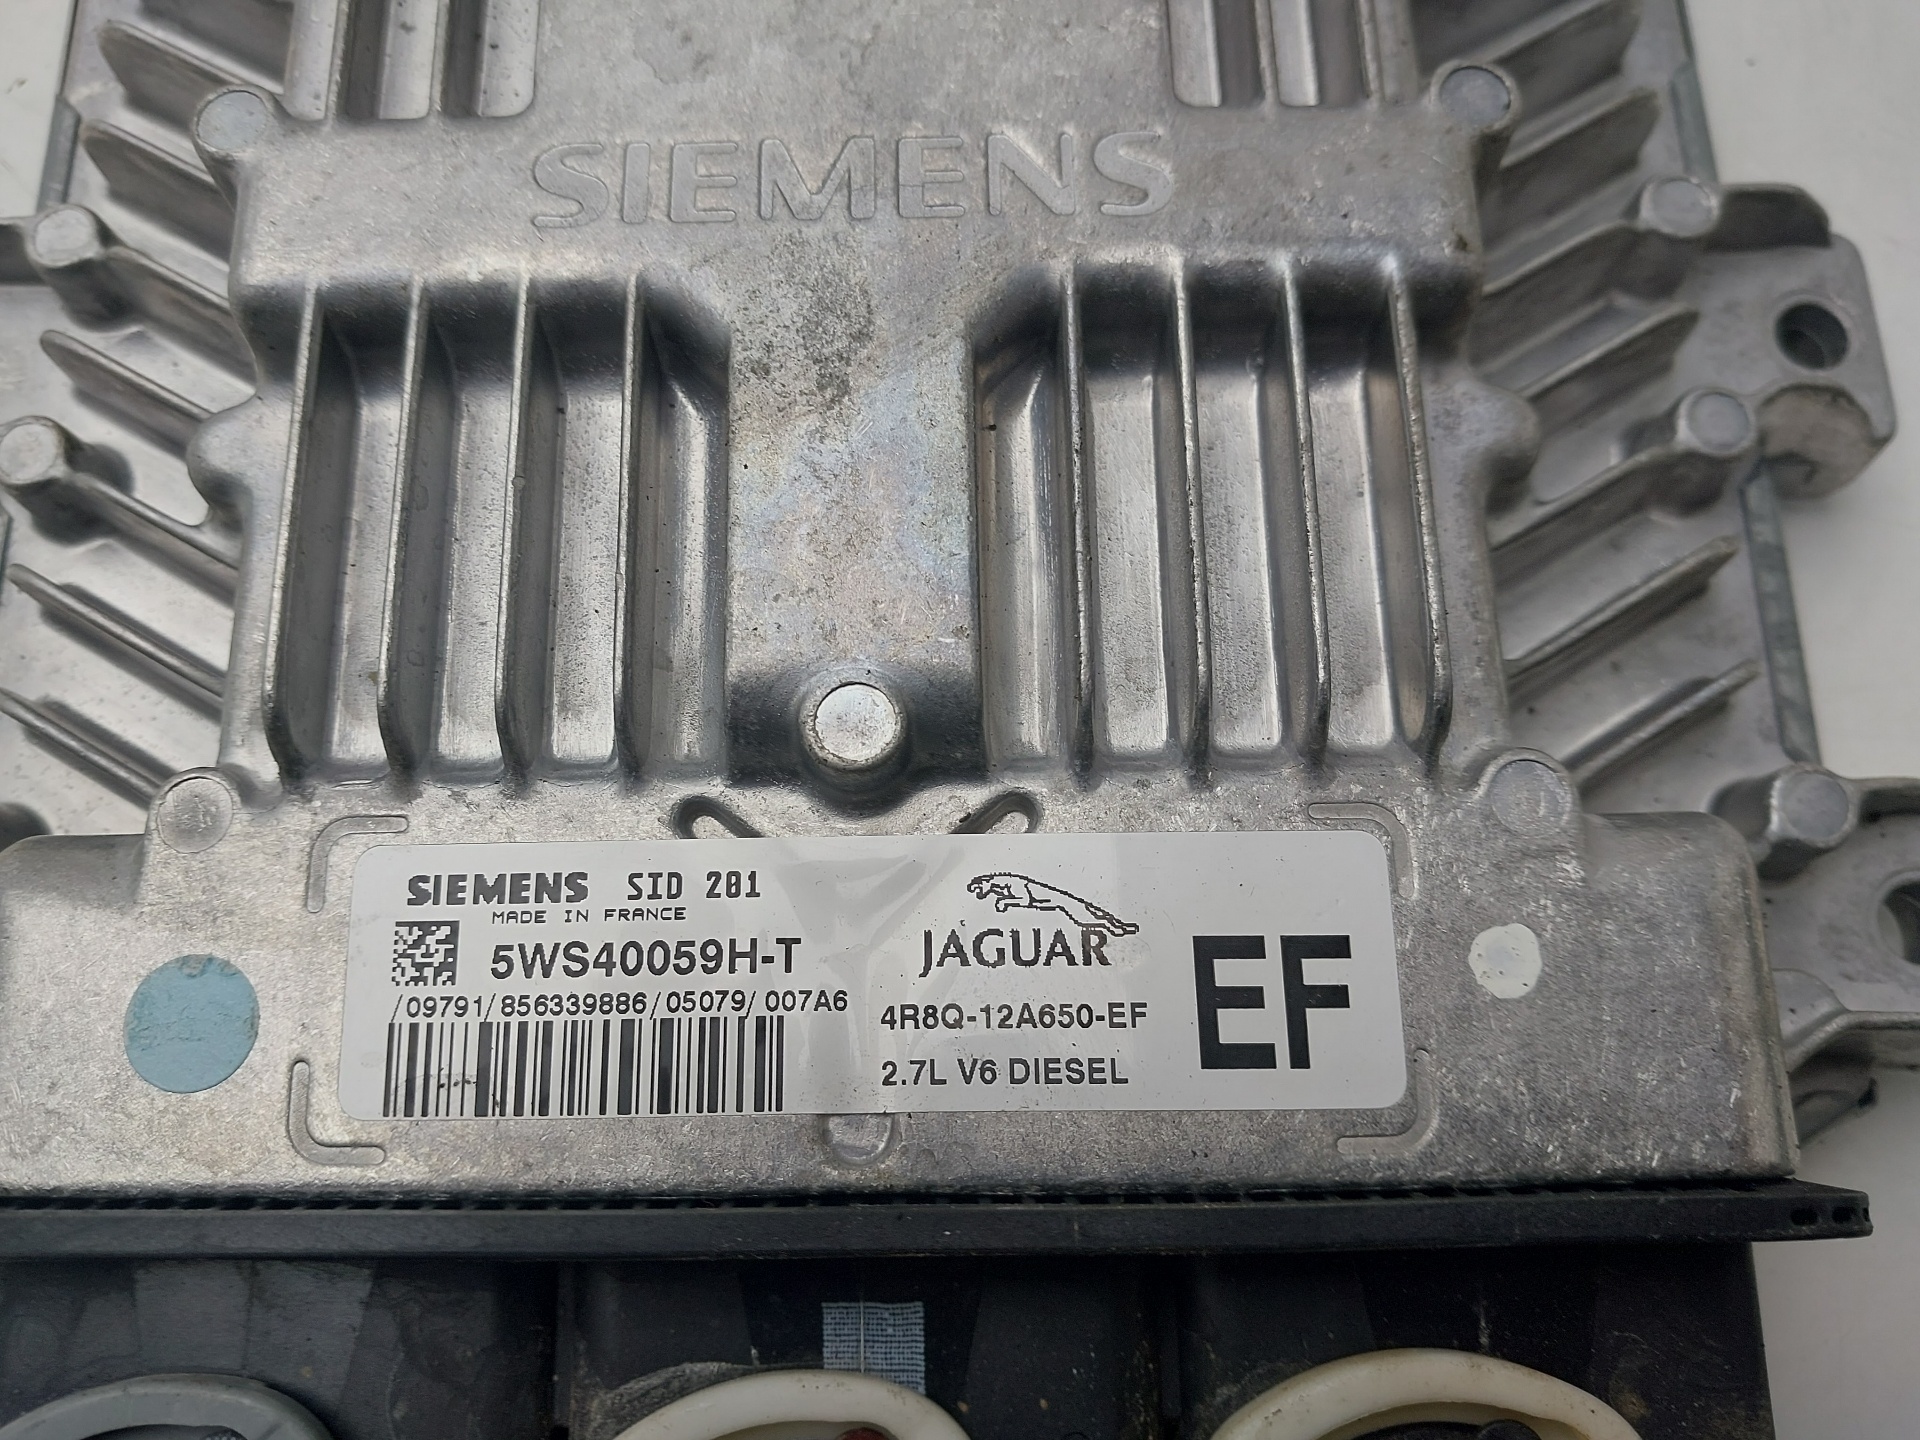 SIEMENS
SIEMENS SID 201
MADE IN FRANCE
5WS40059H-T
/09791/856339886/05079/007A6
JAGUAR
4R8Q-12A650-EF
2.7L V6 DIESEL
EF